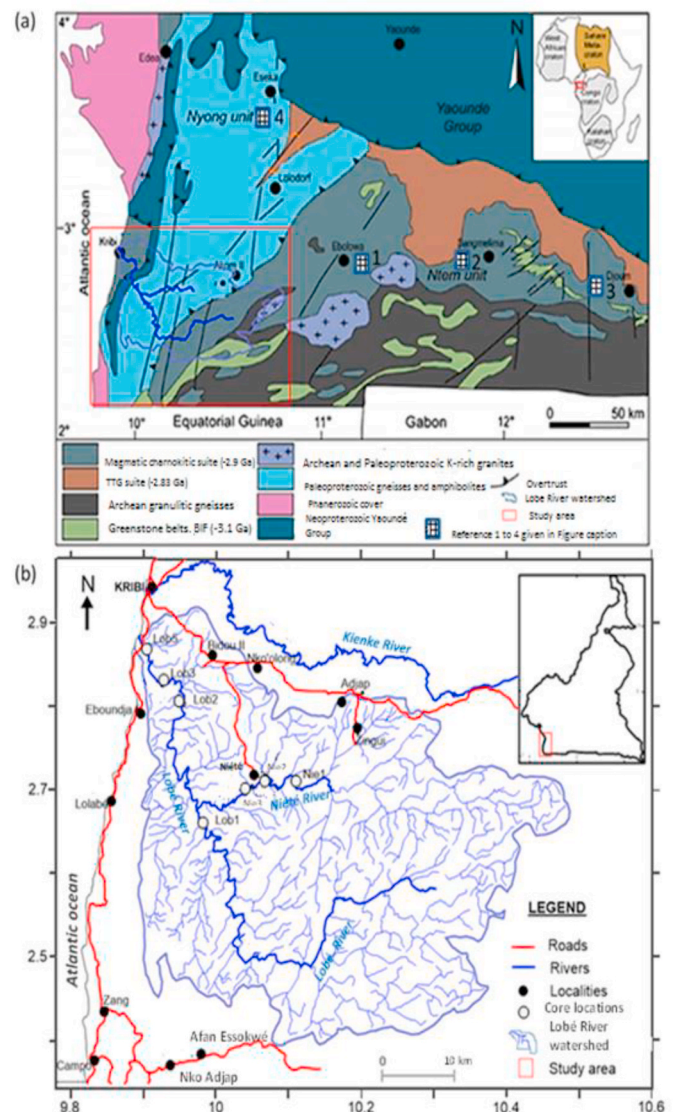 (a)
4°
Edea
Yaounde
N
West
African
craton
Sahara
Meta-
craton
Congo
craton
Kalahari
craton
Eseka
Nyong unit
4
Yaounde
Group
Lolodorf
3°
Atlantic ocean
Kribi
Ebolowa
1
Sangmelima
2
Ntem unit
Djoum
3
2°
10°
Equatorial Guinea
11°
Gabon
12°
0
50 km
Magmatic charnokitic suite (-2.9 Ga)
TTG suite (-2.83 Ga)
Archean granulitic gneisses
Phanerozoic cover
Greenstone belts. BIF (-3.1 Ga)
Archean and Paleoproterozoic K-rich granites
Paleoproterozoic gneisses and amphibolites
Neoproterozoic Yaoundé
Group
Overtrust
Lobe River watershed
Study area
Reference 1 to 4 given in Figure caption
(b)
N
KRIBI
2.9
Kienke River
Lob5
Bidou II
Nko'olong
Lob3
Lob2
Adjap
Eboundja
Lingui
Niété
Nie2
Nie1
2.7
Nie3
Niété River
Lolabe
Lobé River
Lob1
Atlantic ocean
2.5
Lobé River
Zang
Afan Essokwé
Campo
Nko Adjap
LEGEND
Roads
Rivers
Localities
Core locations
Lobé River
watershed
Study area
0
10 km
9.8
10
10.2
10.4
10.6